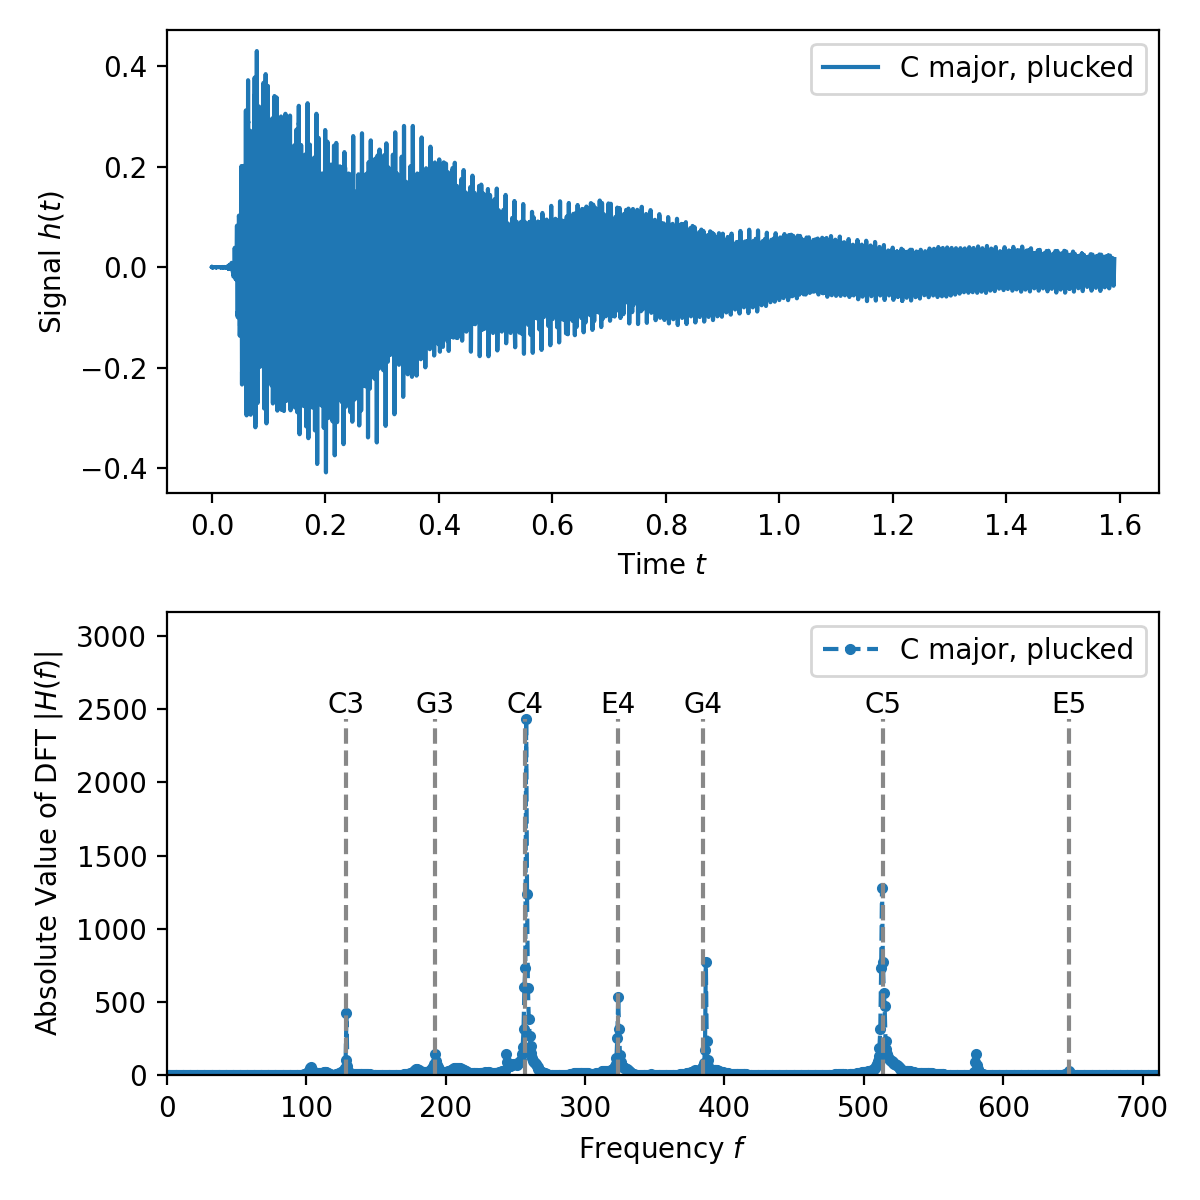 C major, plucked
0.4
0.2
0.0
−0.2
−0.4
Signal h(t)
0.0 0.2 0.4 0.6 0.8 1.0 1.2 1.4 1.6
Time t
C major, plucked
3000
2500
2000
1500
1000
500
0
Absolute Value of DFT |H(f)|
C3 G3 C4 E4 G4 C5 E5
0 100 200 300 400 500 600 700
Frequency f